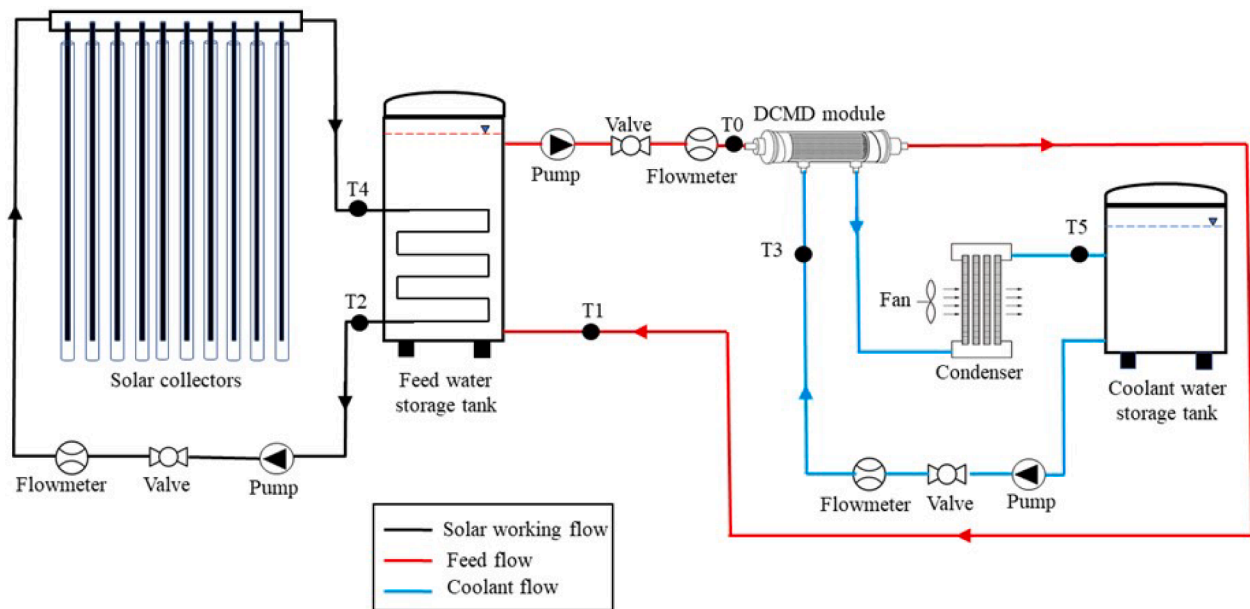 DCMD module
T0
Valve
Pump
Flowmeter
T4
T3
T5
Fan
T2
T1
Condenser
Solar collectors
Feed water
storage tank
Coolant water
storage tank
Flowmeter
Valve
Pump
Flowmeter
Valve
Pump
Solar working flow
Feed flow
Coolant flow